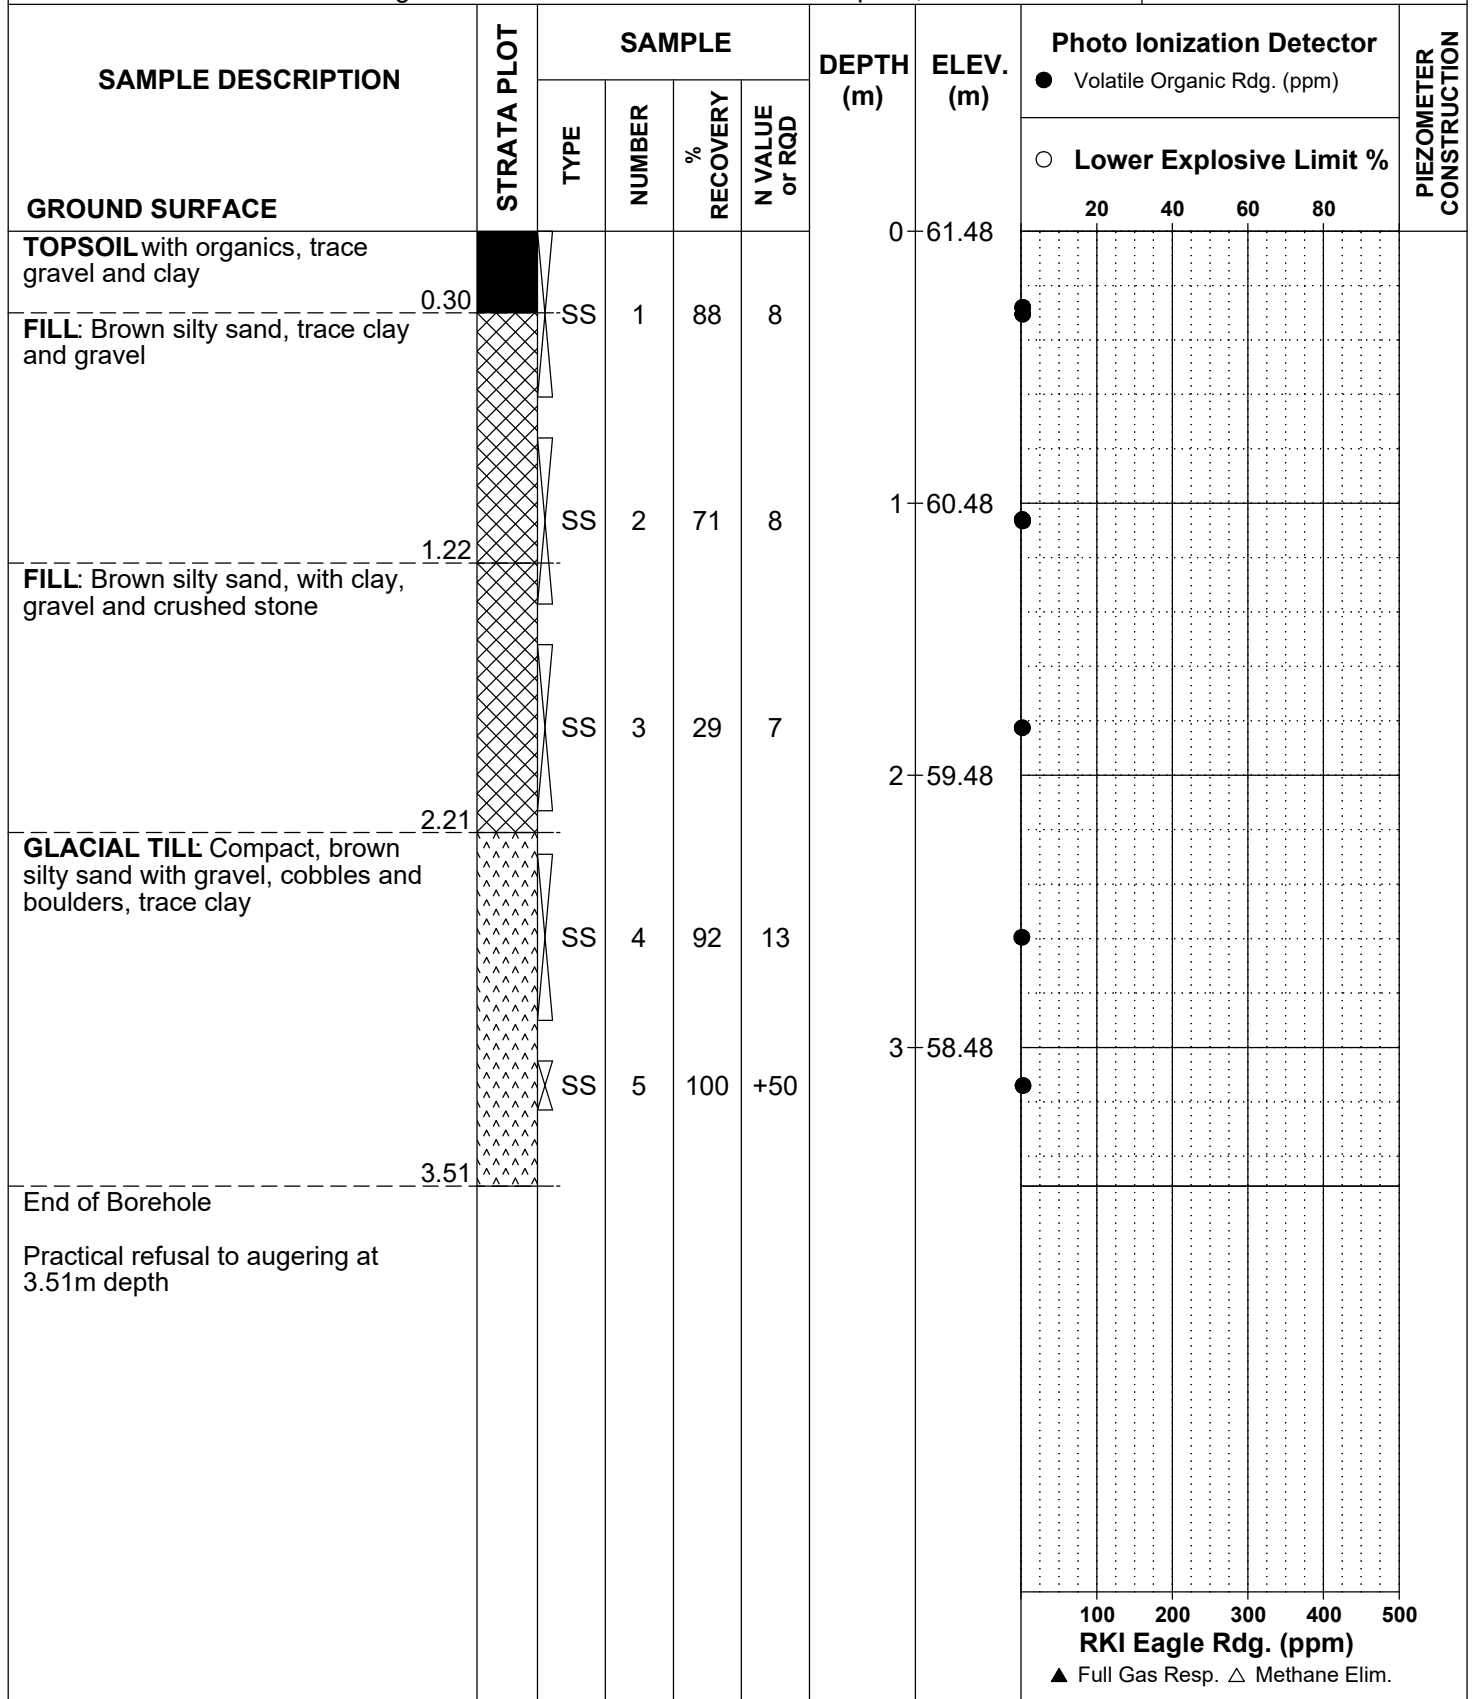 SAMPLE DESCRIPTION
GROUND SURFACE
STRATA PLOT
SAMPLE
TYPE
NUMBER
%
RECOVERY
N VALUE
or RQD
DEPTH
(m)
ELEV.
(m)
Photo Ionization Detector
● Volatile Organic Rdg. (ppm)
○ Lower Explosive Limit %
20 40 60 80
PIEZOMETER
CONSTRUCTION
0 61.48
TOPSOIL with organics, trace
gravel and clay
0.30
SS 1 88 8
FILL: Brown silty sand, trace clay
and gravel
1 60.48
SS 2 71 8
1.22
FILL: Brown silty sand, with clay,
gravel and crushed stone
SS 3 29 7
2 59.48
2.21
GLACIAL TILL: Compact, brown
silty sand with gravel, cobbles and
boulders, trace clay
SS 4 92 13
3 58.48
SS 5 100 +50
3.51
End of Borehole
Practical refusal to augering at
3.51m depth
100 200 300 400 500
RKI Eagle Rdg. (ppm)
▲ Full Gas Resp. △ Methane Elim.